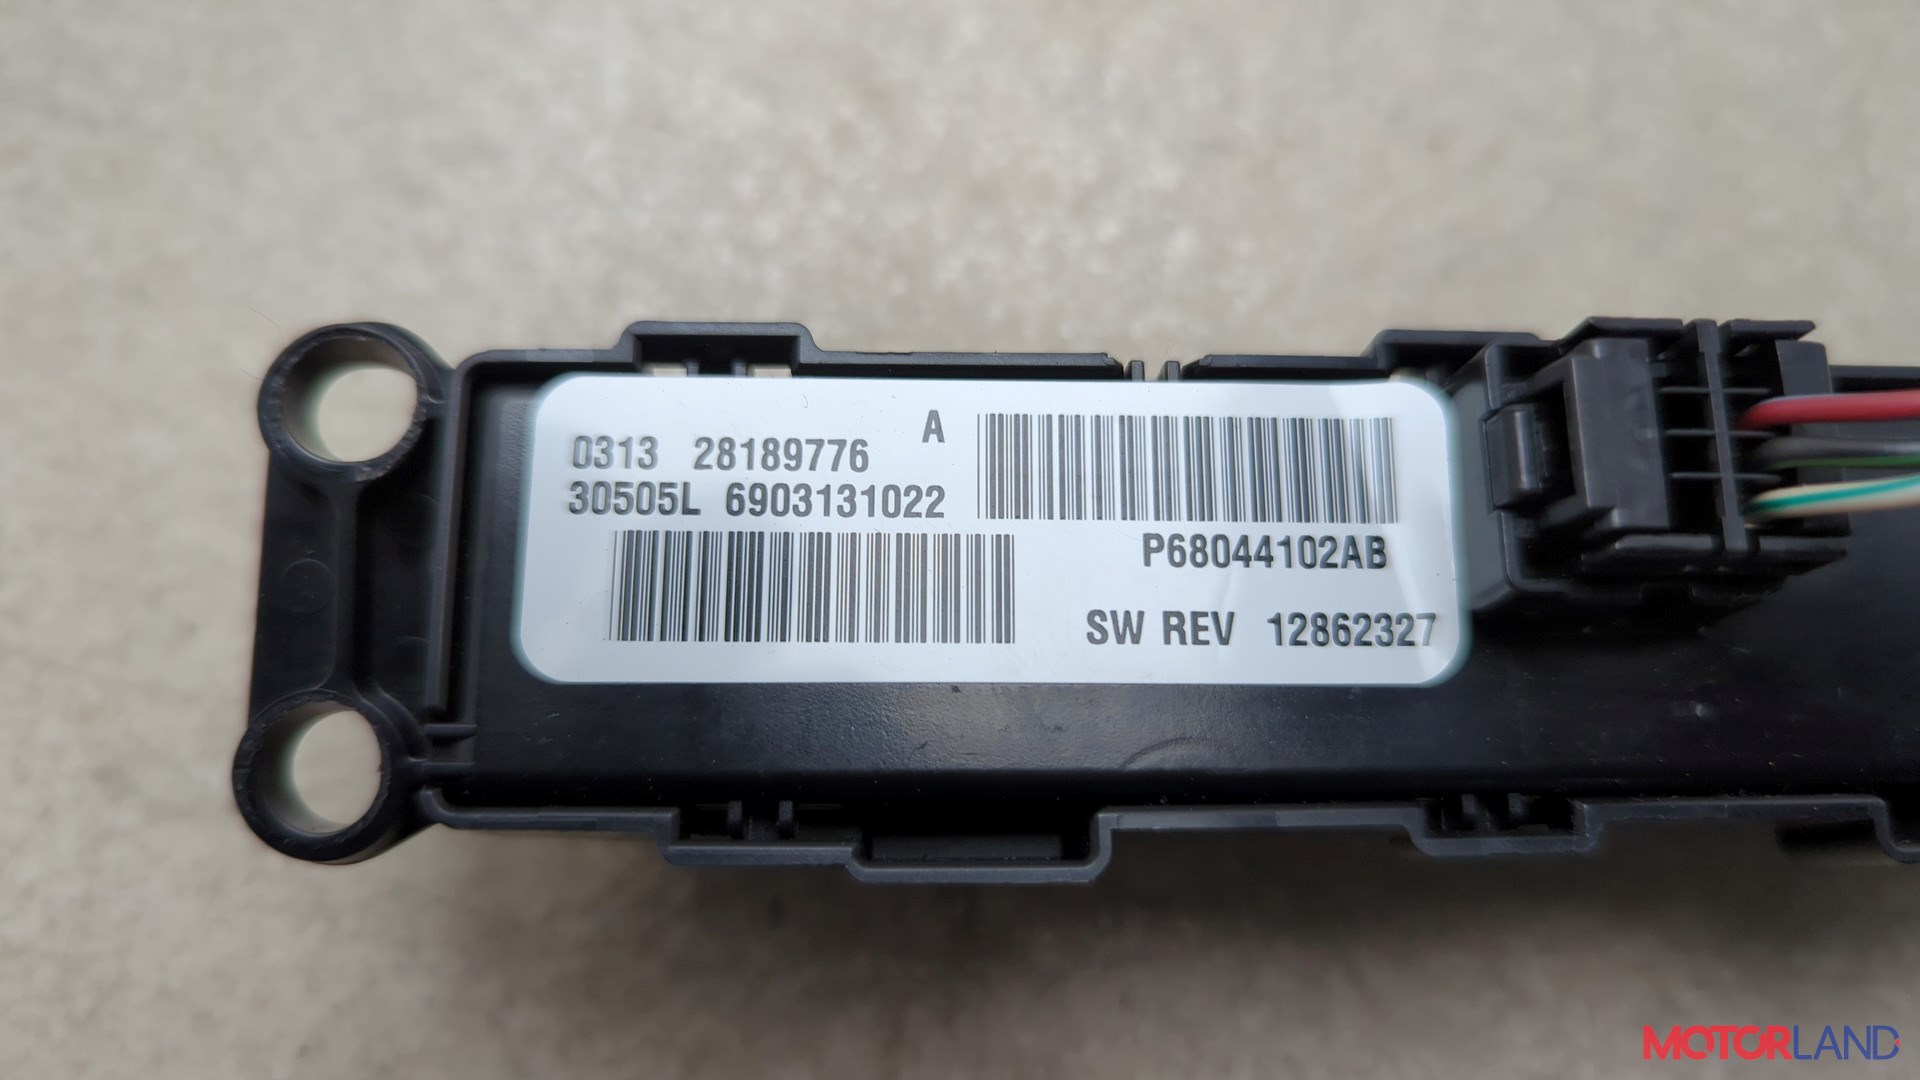 A
0313 28189776
30505L 6903131022
P68044102AB
SW REV 12862327
MOTORLAND